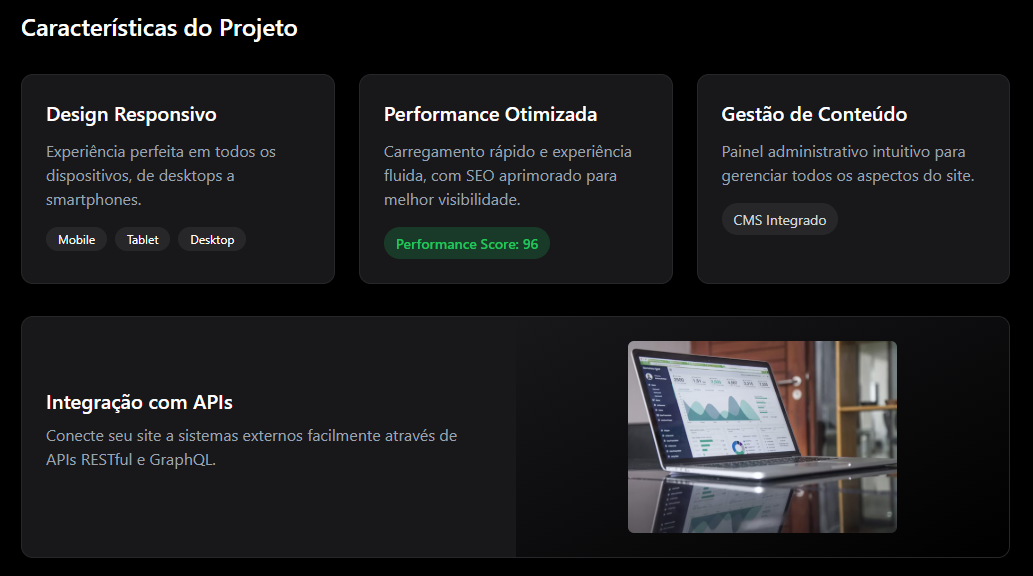 Características do Projeto
Design Responsivo
Experiência perfeita em todos os
dispositivos, de desktops a
smartphones.
Mobile
Tablet
Desktop
Performance Otimizada
Carregamento rápido e experiência
fluida, com SEO aprimorado para
melhor visibilidade.
Performance Score: 96
Gestão de Conteúdo
Painel administrativo intuitivo para
gerenciar todos os aspectos do site.
CMS Integrado
Integração com APIs
Conecte seu site a sistemas externos facilmente através de
APIs RESTful e GraphQL.